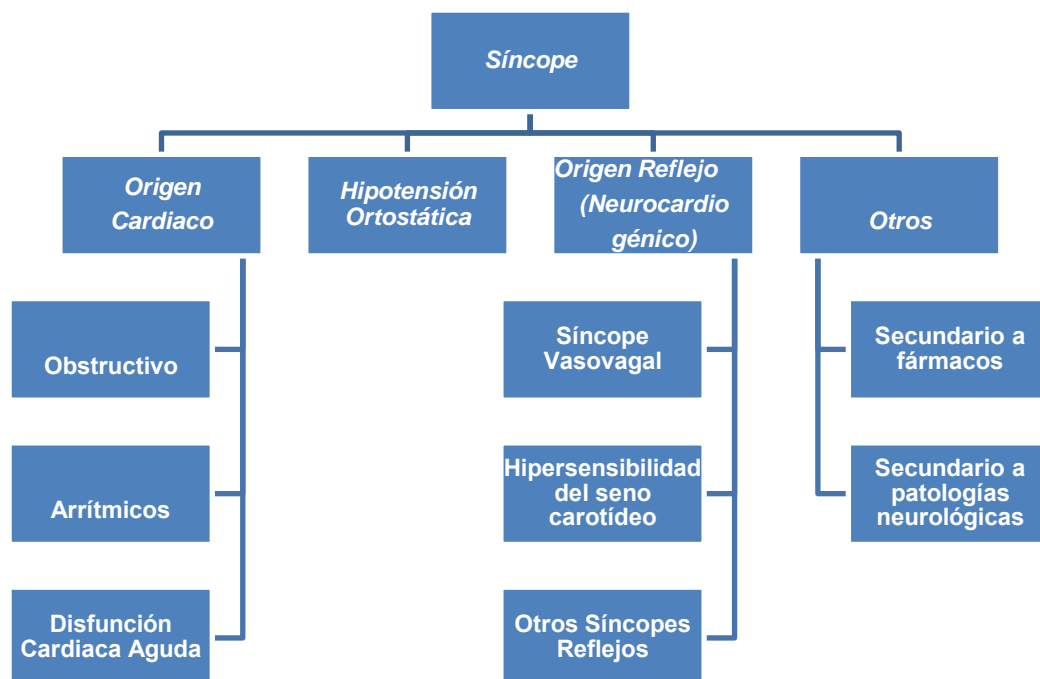 Síncope
Origen
Cardiaco
Hipotensión
Ortostática
Origen Reflejo
(Neurocardio
génico)
Otros
Obstructivo
Arrítmicos
Disfunción
Cardiaca Aguda
Síncope
Vasovagal
Hipersensibilidad
del seno
carotídeo
Otros Síncopes
Reflejos
Secundario a
fármacos
Secundario a
patologías
neurológicas